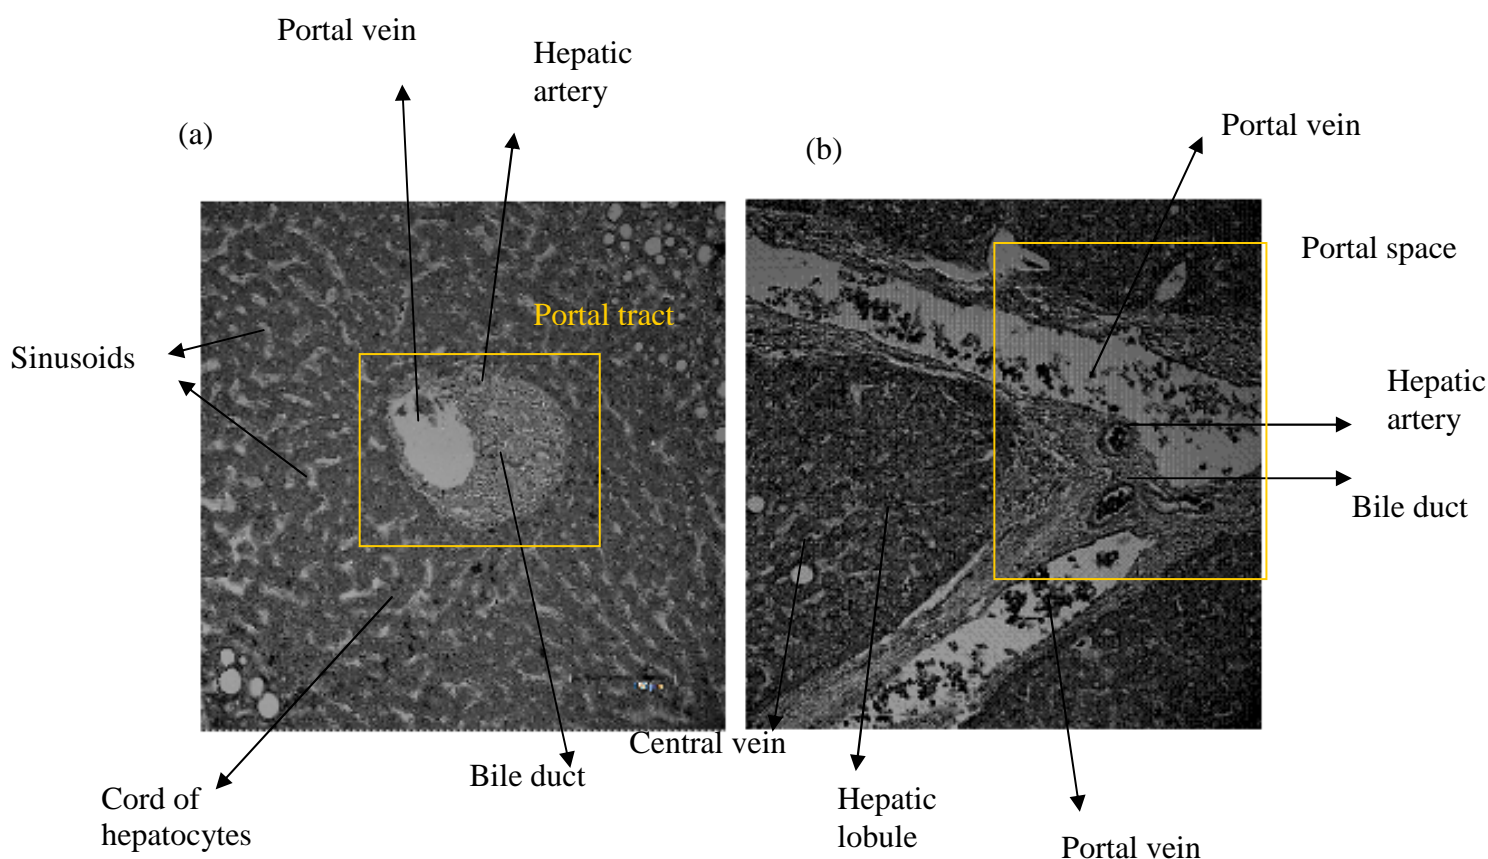 Portal vein
Hepatic
artery
(a)
Portal vein
(b)
Portal space
Portal tract
Sinusoids
Hepatic
artery
Bile duct
Central vein
Bile duct
Cord of
hepatocytes
Hepatic
lobule
Portal vein